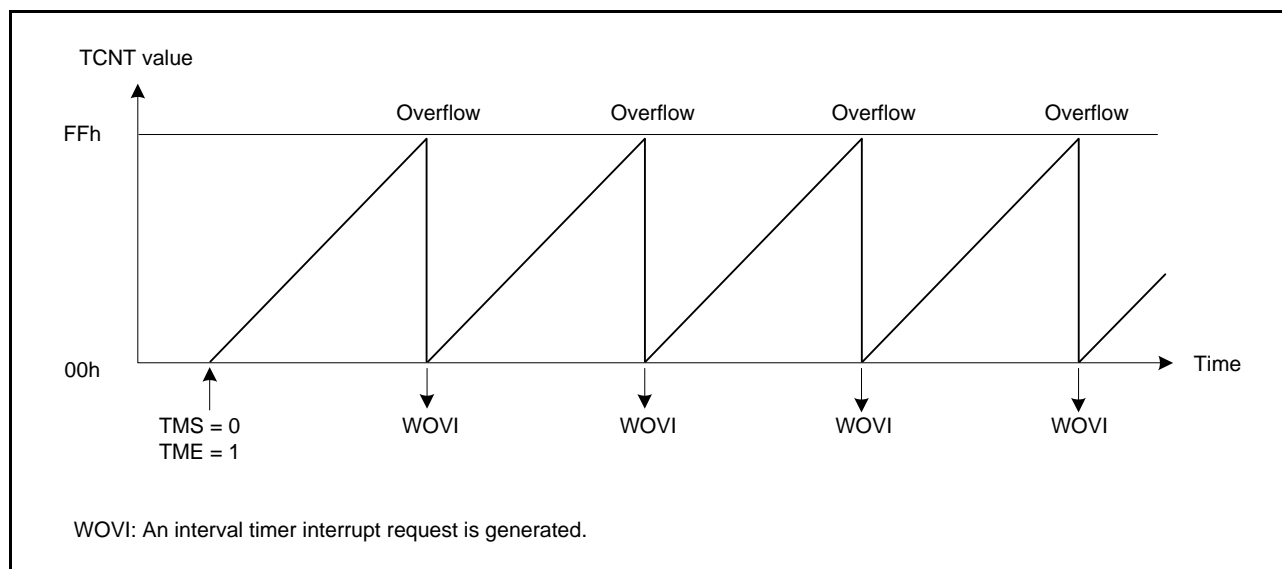 TCNT value
Overflow Overflow Overflow Overflow
FFh
00h
Time
TMS = 0
TME = 1
WOVI WOVI WOVI WOVI
WOVI: An interval timer interrupt request is generated.